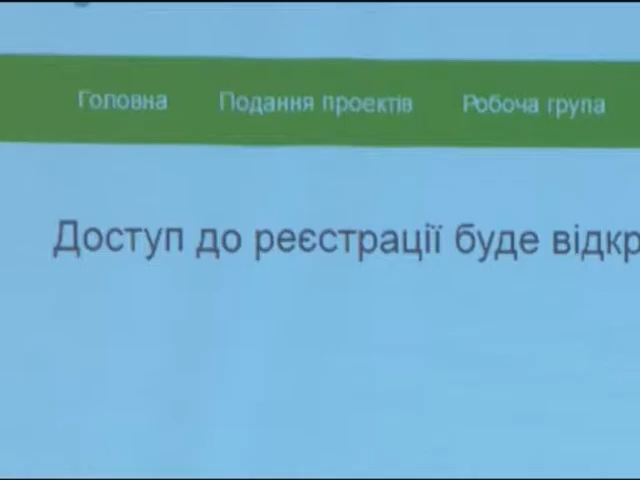 Головна Подання проектів Робоча група
Доступ до реєстрації буде відкр